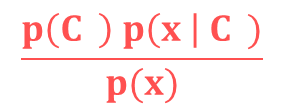 p(C ) p(x | C )
p(x)